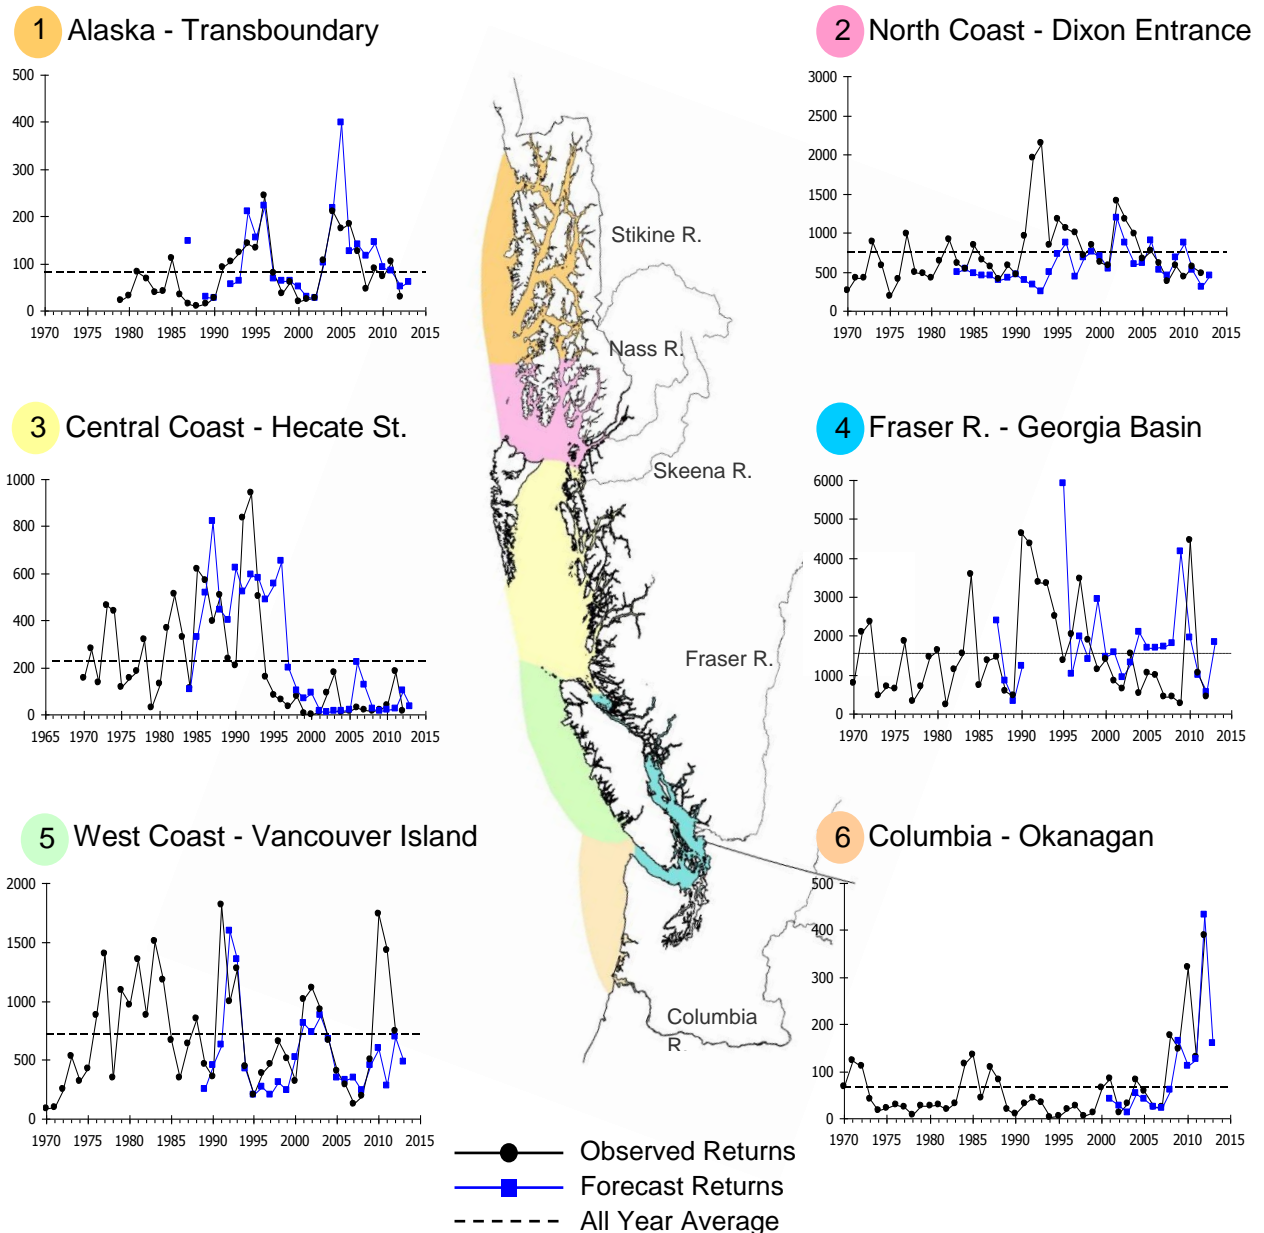 1 Alaska - Transboundary
500
400
300
200
100
0
1970 1975 1980 1985 1990 1995 2000 2005 2010 2015
2 North Coast - Dixon Entrance
3000
2500
2000
1500
1000
500
0
1970 1975 1980 1985 1990 1995 2000 2005 2010 2015
Stikine R.
Nass R.
Skeena R.
Fraser R.
Columbia
R.
3 Central Coast - Hecate St.
1000
800
600
400
200
0
1965 1970 1975 1980 1985 1990 1995 2000 2005 2010 2015
4 Fraser R. - Georgia Basin
6000
5000
4000
3000
2000
1000
0
1970 1975 1980 1985 1990 1995 2000 2005 2010 2015
5 West Coast - Vancouver Island
2000
1500
1000
500
0
1970 1975 1980 1985 1990 1995 2000 2005 2010 2015
6 Columbia - Okanagan
500
400
300
200
100
0
1970 1975 1980 1985 1990 1995 2000 2005 2010 2015
Observed Returns
Forecast Returns
All Year Average